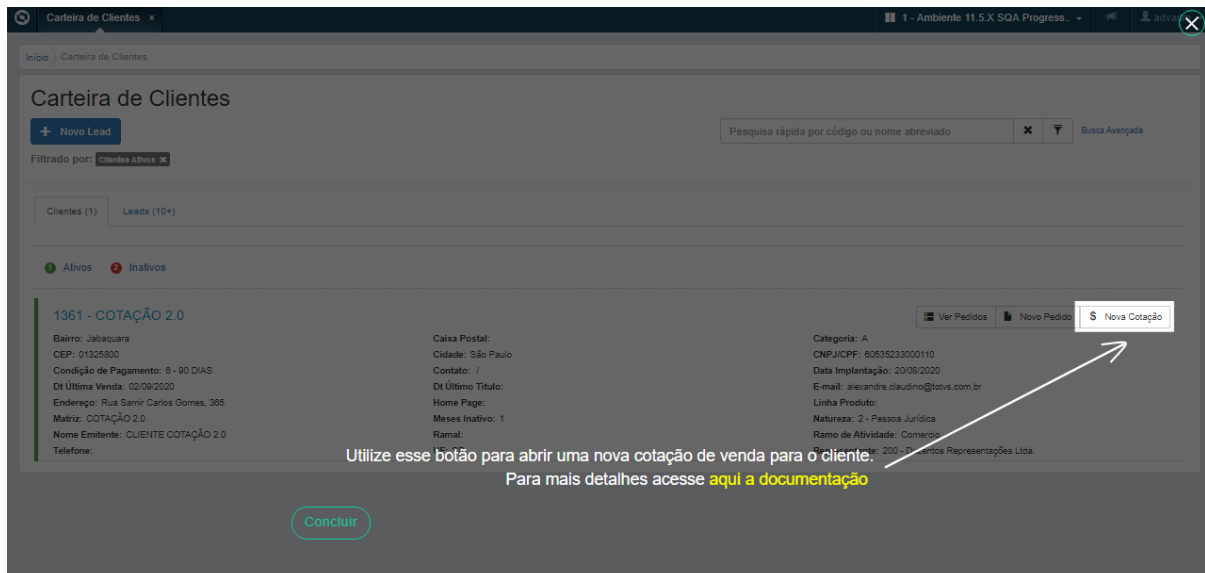 Carteira de Clientes x
1 - Ambiente 11.5.X SQA Progress...
Início Carteira de Clientes
Carteira de Clientes
+ Novo Lead
Pesquisa rápida por código ou nome abreviado
Busca Avançada
Filtrado por: Clientes Ativos
Clientes (1) Leads (10+)
1 Ativos 2 Inativos
1361 - COTAÇÃO 2.0
Ver Pedidos Novo Pedido $ Nova Cotação
Bairro: Jabaquara Caixa Postal: Categoria: A
CEP: 01325800 Cidade: São Paulo CNPJ/CPF: 60535233000110
Condição de Pagamento: 6 - 90 DIAS Contato: / Data Implantação: 20/08/2020
Dt Última Venda: 02/09/2020 Dt Último Título: E-mail: alexandre.claudino@totvs.com.br
Endereço: Rua Samir Carlos Gomes, 365 Home Page: Linha Produto:
Matriz: COTAÇÃO 2.0 Meses Inativo: 1 Natureza: 2 - Pessoa Jurídica
Nome Emitente: CLIENTE COTAÇÃO 2.0 Ramal: Ramo de Atividade: Comercio
Telefone: 200 - Representações Ltda.
Utilize esse botão para abrir uma nova cotação de venda para o cliente.
Para mais detalhes acesse aqui a documentação
Concluir